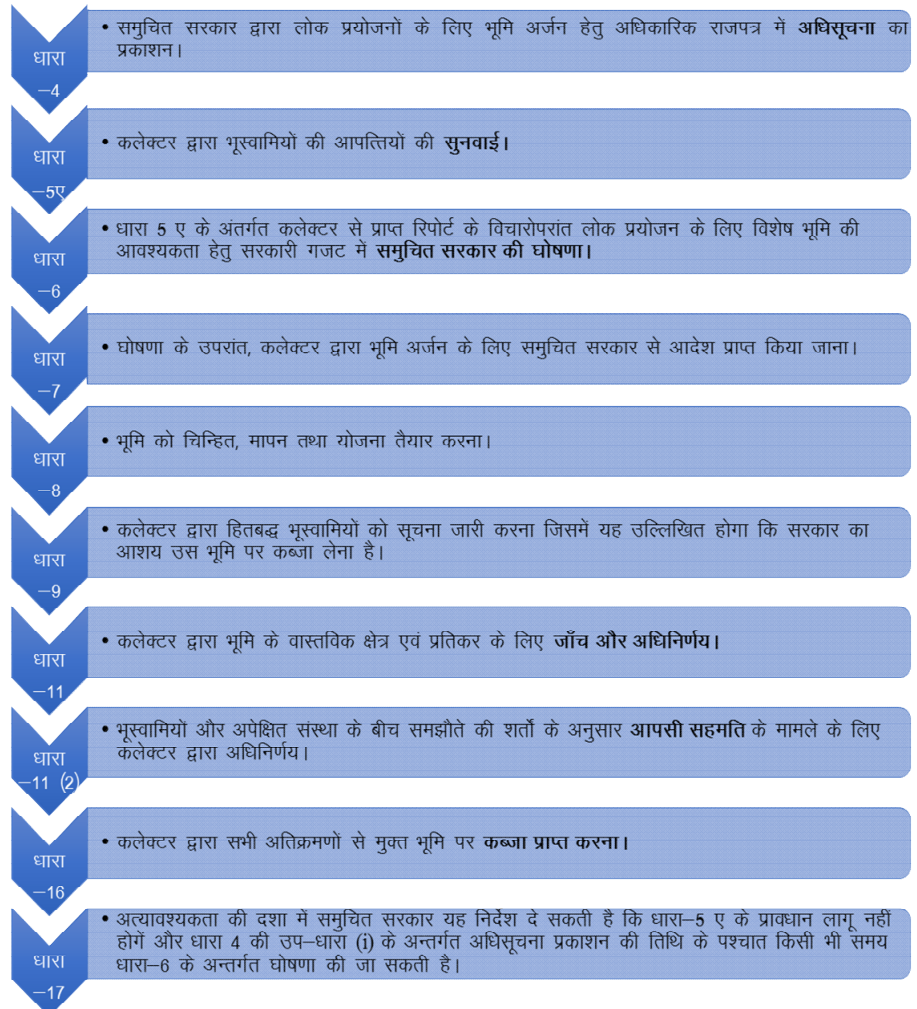 धारा
–4
• समुचित सरकार द्वारा लोक प्रयोजनों के लिए भूमि अर्जन हेतु अधिकारिक राजपत्र में अधिसूचना का
प्रकाशन।
धारा
–5ए
• कलेक्टर द्वारा भूस्वामियों की आपत्तियों की सुनवाई।
धारा
–6
• धारा 5 ए के अंतर्गत कलेक्टर से प्राप्त रिपोर्ट के विचारोपरांत लोक प्रयोजन के लिए विशेष भूमि की
आवश्यकता हेतु सरकारी गजट में समुचित सरकार की घोषणा।
धारा
–7
• घोषणा के उपरांत, कलेक्टर द्वारा भूमि अर्जन के लिए समुचित सरकार से आदेश प्राप्त किया जाना।
धारा
–8
• भूमि को चिन्हित, मापन तथा योजना तैयार करना।
धारा
–9
• कलेक्टर द्वारा हितबद्ध भूस्वामियों को सूचना जारी करना जिसमें यह उल्लिखित होगा कि सरकार का
आशय उस भूमि पर कब्जा लेना है।
धारा
–11
• कलेक्टर द्वारा भूमि के वास्तविक क्षेत्र एवं प्रतिकर के लिए जाँच और अधिनिर्णय।
धारा
–11 (2)
• भूस्वामियों और अपेक्षित संस्था के बीच समझौते की शर्तों के अनुसार आपसी सहमति के मामले के लिए
कलेक्टर द्वारा अधिनिर्णय।
धारा
–16
• कलेक्टर द्वारा सभी अतिक्रमणों से मुक्त भूमि पर कब्जा प्राप्त करना।
धारा
–17
• अत्यावश्यकता की दशा में समुचित सरकार यह निर्देश दे सकती है कि धारा–5 ए के प्रावधान लागू नहीं
होगें और धारा 4 की उप–धारा (i) के अन्तर्गत अधिसूचना प्रकाशन की तिथि के पश्चात किसी भी समय
धारा–6 के अन्तर्गत घोषणा की जा सकती है।